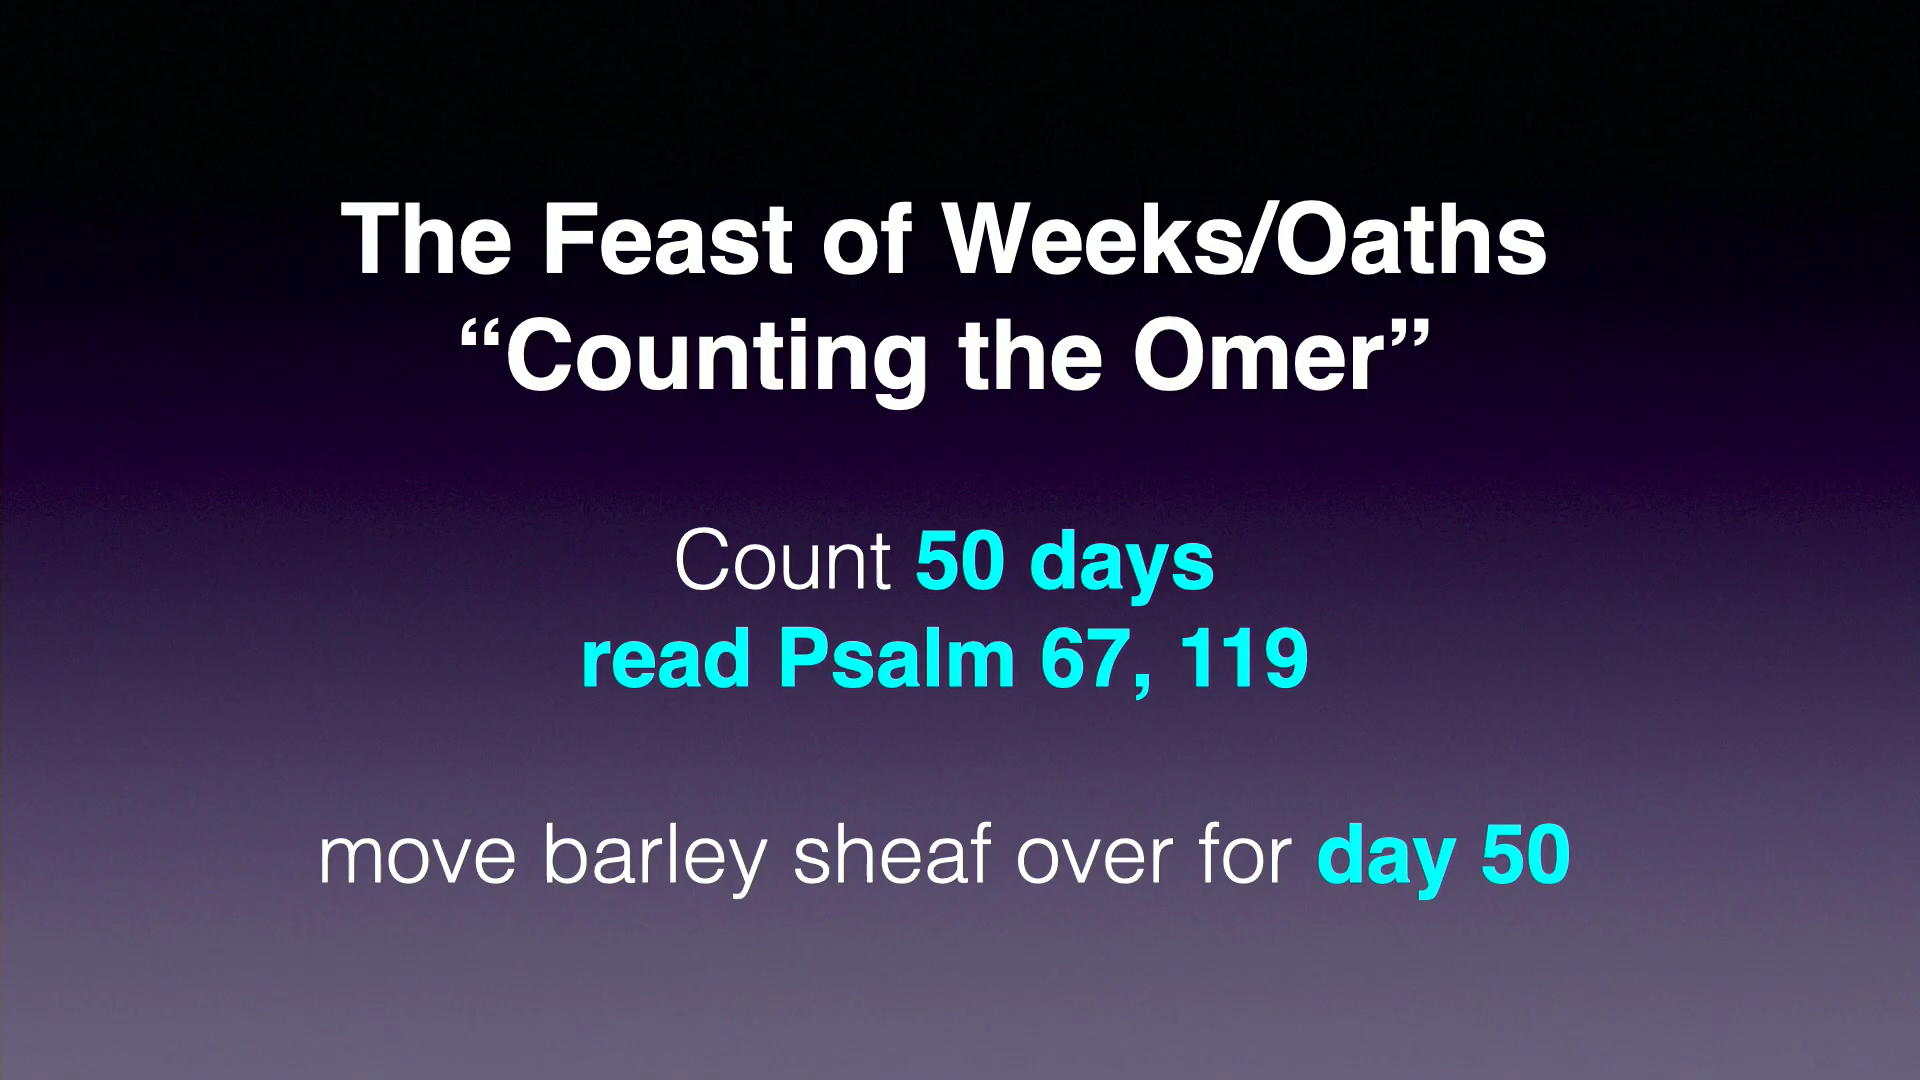 The Feast of Weeks/Oaths
“Counting the Omer”
Count 50 days
read Psalm 67, 119
move barley sheaf over for day 50